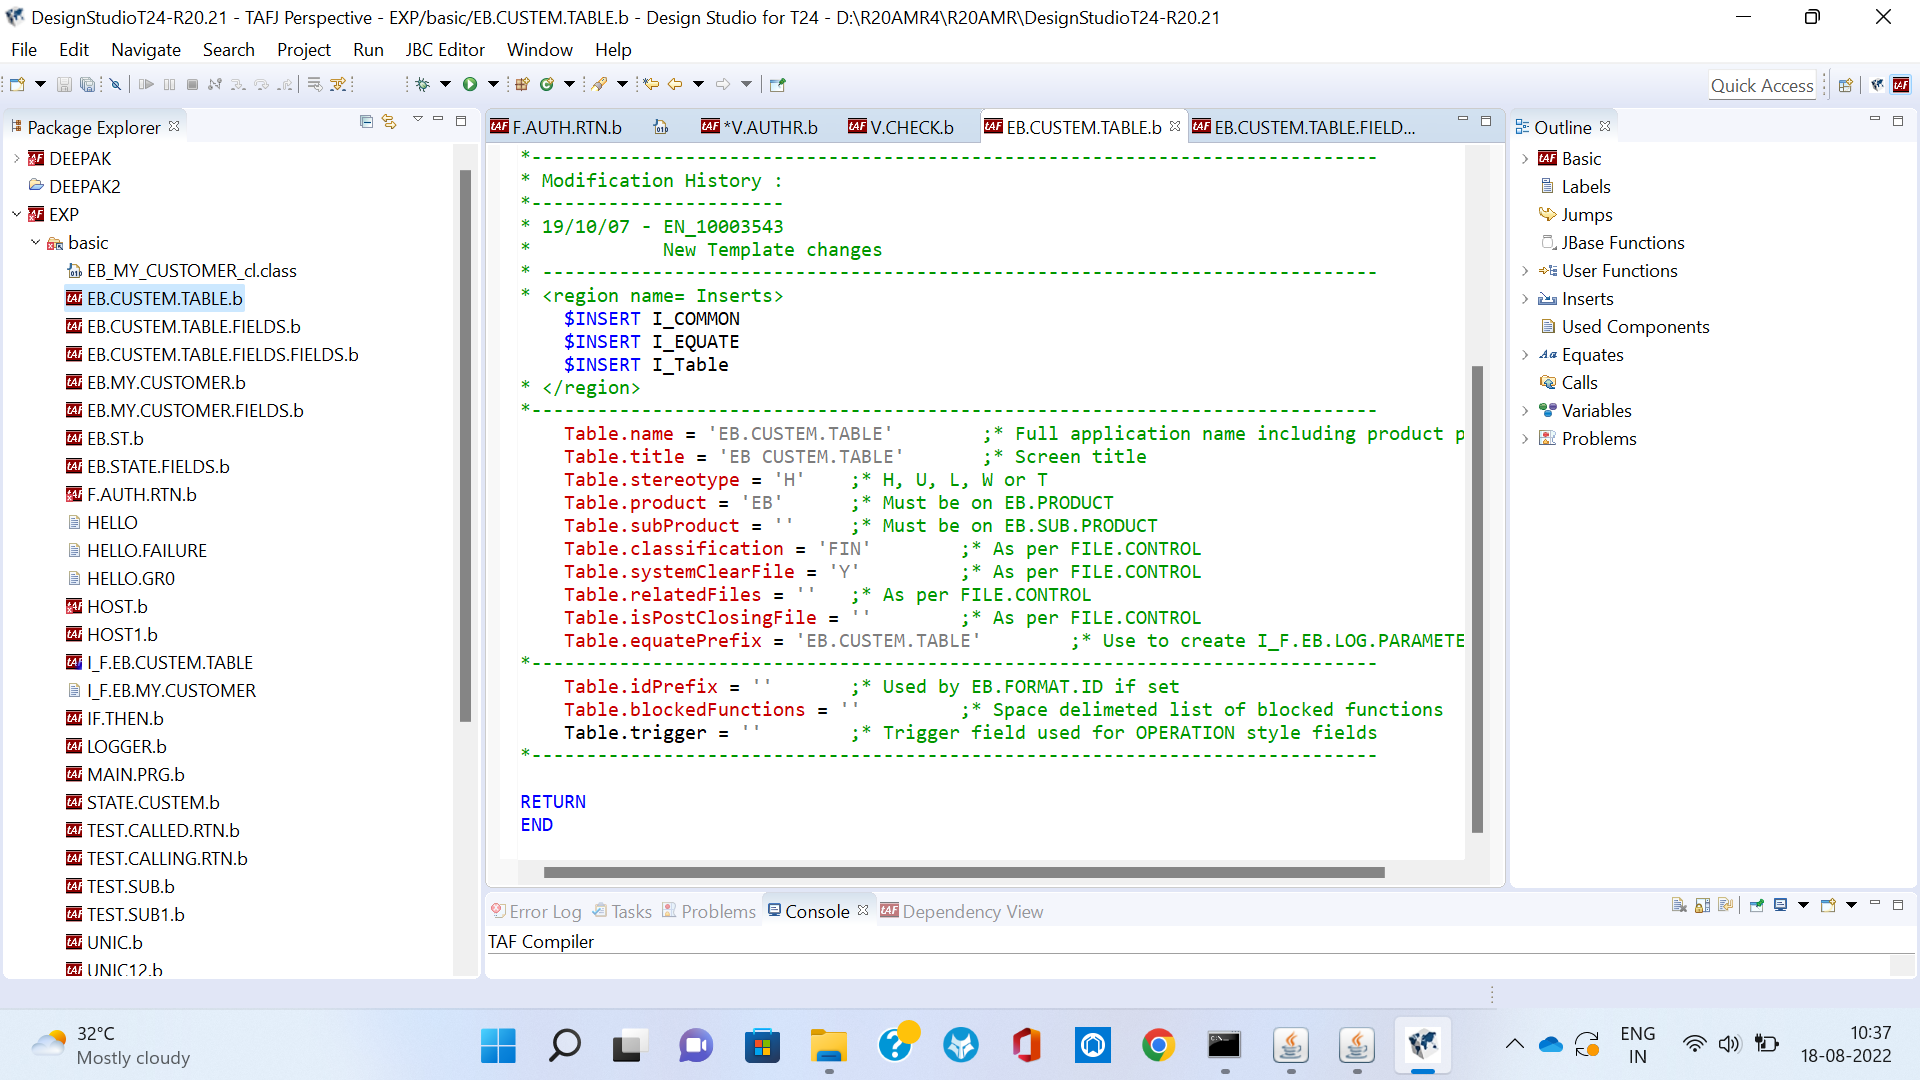 DesignStudioT24-R20.21 - TAFJ Perspective - EXP/basic/EB.CUSTEM.TABLE.b - Design Studio for T24 - D:\R20AMR4\R20AMR\DesignStudioT24-R20.21
File Edit Navigate Search Project Run JBC Editor Window Help
Quick Access
Package Explorer
DEEPAK
DEEPAK2
EXP
basic
EB_MY_CUSTOMER_cl.class
EB.CUSTEM.TABLE.b
EB.CUSTEM.TABLE.FIELDS.b
EB.CUSTEM.TABLE.FIELDS.FIELDS.b
EB.MY.CUSTOMER.b
EB.MY.CUSTOMER.FIELDS.b
EB.ST.b
EB.STATE.FIELDS.b
F.AUTH.RTN.b
HELLO
HELLO.FAILURE
HELLO.GR0
HOST.b
HOST1.b
I_F.EB.CUSTEM.TABLE
I_F.EB.MY.CUSTOMER
IF.THEN.b
LOGGER.b
MAIN.PRG.b
STATE.CUSTEM.b
TEST.CALLED.RTN.b
TEST.CALLING.RTN.b
TEST.SUB.b
TEST.SUB1.b
UNIC.b
UNIC12.b
F.AUTH.RTN.b *V.AUTHR.b V.CHECK.b EB.CUSTEM.TABLE.b EB.CUSTEM.TABLE.FIELD...
*-----------------------------------------------------------------------------
* Modification History :
*-----------------------
* 19/10/07 - EN_10003543
* New Template changes
* ----------------------------------------------------------------------------
* <region name= Inserts>
$INSERT I_COMMON
$INSERT I_EQUATE
$INSERT I_Table
* </region>
*-----------------------------------------------------------------------------
Table.name = 'EB.CUSTEM.TABLE' ;* Full application name including product p
Table.title = 'EB CUSTEM.TABLE' ;* Screen title
Table.stereotype = 'H' ;* H, U, L, W or T
Table.product = 'EB' ;* Must be on EB.PRODUCT
Table.subProduct = '' ;* Must be on EB.SUB.PRODUCT
Table.classification = 'FIN' ;* As per FILE.CONTROL
Table.systemClearFile = 'Y' ;* As per FILE.CONTROL
Table.relatedFiles = '' ;* As per FILE.CONTROL
Table.isPostClosingFile = '' ;* As per FILE.CONTROL
Table.equatePrefix = 'EB.CUSTEM.TABLE' ;* Use to create I_F.EB.LOG.PARAMETE
*-----------------------------------------------------------------------------
Table.idPrefix = '' ;* Used by EB.FORMAT.ID if set
Table.blockedFunctions = '' ;* Space delimeted list of blocked functions
Table.trigger = '' ;* Trigger field used for OPERATION style fields
*-----------------------------------------------------------------------------
RETURN
END
Outline
Basic
Labels
Jumps
JBase Functions
User Functions
Inserts
Used Components
Equates
Calls
Variables
Problems
Error Log Tasks Problems Console Dependency View
TAF Compiler
32°C
Mostly cloudy
ENG
IN
10:37
18-08-2022